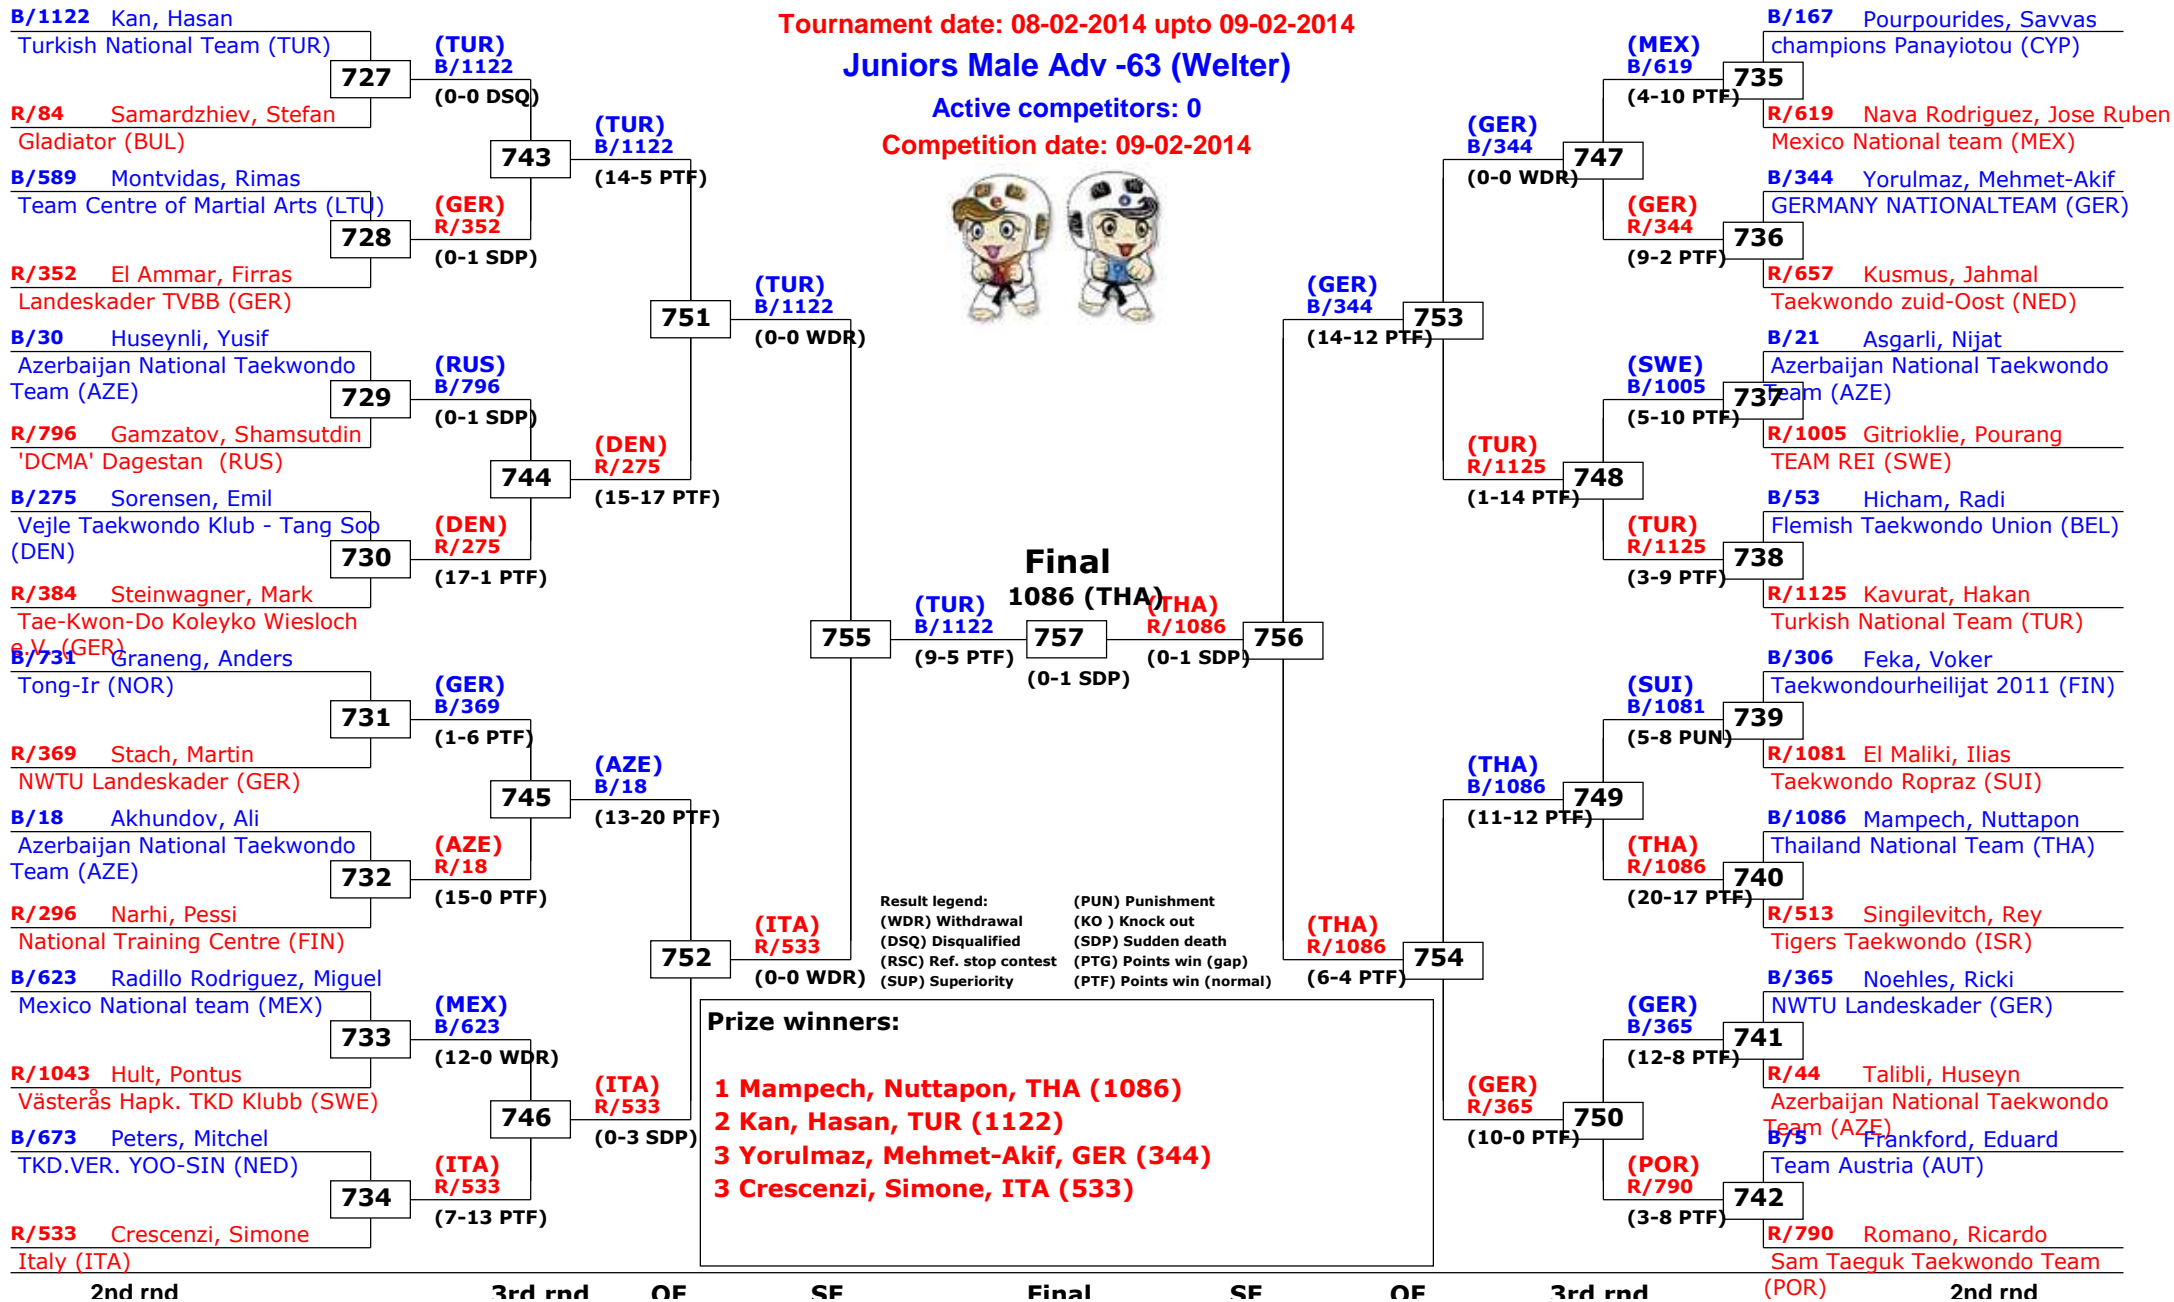 Tournament date: 08-02-2014 upto 09-02-2014
Juniors Male Adv -63 (Welter)
Active competitors: 0
Competition date: 09-02-2014
B/1122 Kan, Hasan
Turkish National Team (TUR)
727
R/84 Samardzhiev, Stefan
Gladiator (BUL)
B/589 Montvidas, Rimas
Team Centre of Martial Arts (LTU)
728
R/352 El Ammar, Firras
Landeskader TVBB (GER)
B/30 Huseynli, Yusif
Azerbaijan National Taekwondo
Team (AZE)
729
R/796 Gamzatov, Shamsutdin
'DCMA' Dagestan (RUS)
B/275 Sorensen, Emil
Vejle Taekwondo Klub - Tang Soo
(DEN)
730
R/384 Steinwagner, Mark
Tae-Kwon-Do Koleyko Wiesloch
e.V. (GER)
B/731 Graneng, Anders
Tong-Ir (NOR)
731
R/369 Stach, Martin
NWTU Landeskader (GER)
B/18 Akhundov, Ali
Azerbaijan National Taekwondo
Team (AZE)
732
R/296 Narhi, Pessi
National Training Centre (FIN)
B/623 Radillo Rodriguez, Miguel
Mexico National team (MEX)
733
R/1043 Hult, Pontus
Västerås Hapk. TKD Klubb (SWE)
B/673 Peters, Mitchel
TKD.VER. YOO-SIN (NED)
734
R/533 Crescenzi, Simone
Italy (ITA)
(TUR)
B/1122
(0-0 DSQ)
743
(GER)
R/352
(0-1 SDP)
(RUS)
B/796
(0-1 SDP)
744
(DEN)
R/275
(17-1 PTF)
(GER)
B/369
(1-6 PTF)
745
(AZE)
R/18
(15-0 PTF)
(MEX)
B/623
(12-0 WDR)
746
(ITA)
R/533
(7-13 PTF)
(TUR)
B/1122
(14-5 PTF)
751
(DEN)
R/275
(15-17 PTF)
(AZE)
B/18
(13-20 PTF)
752
(ITA)
R/533
(0-3 SDP)
(TUR)
B/1122
(0-0 WDR)
755
(ITA)
R/533
(0-0 WDR)
(TUR)
B/1122
(9-5 PTF)
Final
1086 (THA)
757
(0-1 SDP)
(THA)
R/1086
(0-1 SDP)
756
(GER)
B/344
(14-12 PTF)
753
(THA)
R/1086
(6-4 PTF)
754
(GER)
B/344
(0-0 WDR)
747
(TUR)
R/1125
(1-14 PTF)
748
(THA)
B/1086
(11-12 PTF)
749
(GER)
R/365
(10-0 PTF)
750
(MEX)
B/619
(4-10 PTF)
(GER)
R/344
(9-2 PTF)
(SWE)
B/1005
(5-10 PTF)
(TUR)
R/1125
(3-9 PTF)
(SUI)
B/1081
(5-8 PUN)
(THA)
R/1086
(20-17 PTF)
(GER)
B/365
(12-8 PTF)
(POR)
R/790
(3-8 PTF)
B/167 Pourpourides, Savvas
champions Panayiotou (CYP)
735
R/619 Nava Rodriguez, Jose Ruben
Mexico National team (MEX)
B/344 Yorulmaz, Mehmet-Akif
GERMANY NATIONALTEAM (GER)
736
R/657 Kusmus, Jahmal
Taekwondo zuid-Oost (NED)
B/21 Asgarli, Nijat
Azerbaijan National Taekwondo
Team (AZE)
737
R/1005 Gitrioklie, Pourang
TEAM REI (SWE)
B/53 Hicham, Radi
Flemish Taekwondo Union (BEL)
738
R/1125 Kavurat, Hakan
Turkish National Team (TUR)
B/306 Feka, Voker
Taekwondourheilijat 2011 (FIN)
739
R/1081 El Maliki, Ilias
Taekwondo Ropraz (SUI)
B/1086 Mampech, Nuttapon
Thailand National Team (THA)
740
R/513 Singilevitch, Rey
Tigers Taekwondo (ISR)
B/365 Noehles, Ricki
NWTU Landeskader (GER)
741
R/44 Talibli, Huseyn
Azerbaijan National Taekwondo
Team (AZE)
B/5 Frankford, Eduard
Team Austria (AUT)
742
R/790 Romano, Ricardo
Sam Taeguk Taekwondo Team
(POR)
Result legend: (PUN) Punishment
(WDR) Withdrawal (KO ) Knock out
(DSQ) Disqualified (SDP) Sudden death
(RSC) Ref. stop contest (PTG) Points win (gap)
(SUP) Superiority (PTF) Points win (normal)
Prize winners:
1 Mampech, Nuttapon, THA (1086)
2 Kan, Hasan, TUR (1122)
3 Yorulmaz, Mehmet-Akif, GER (344)
3 Crescenzi, Simone, ITA (533)
2nd rnd 3rd rnd QF SF Final SF QF 3rd rnd 2nd rnd